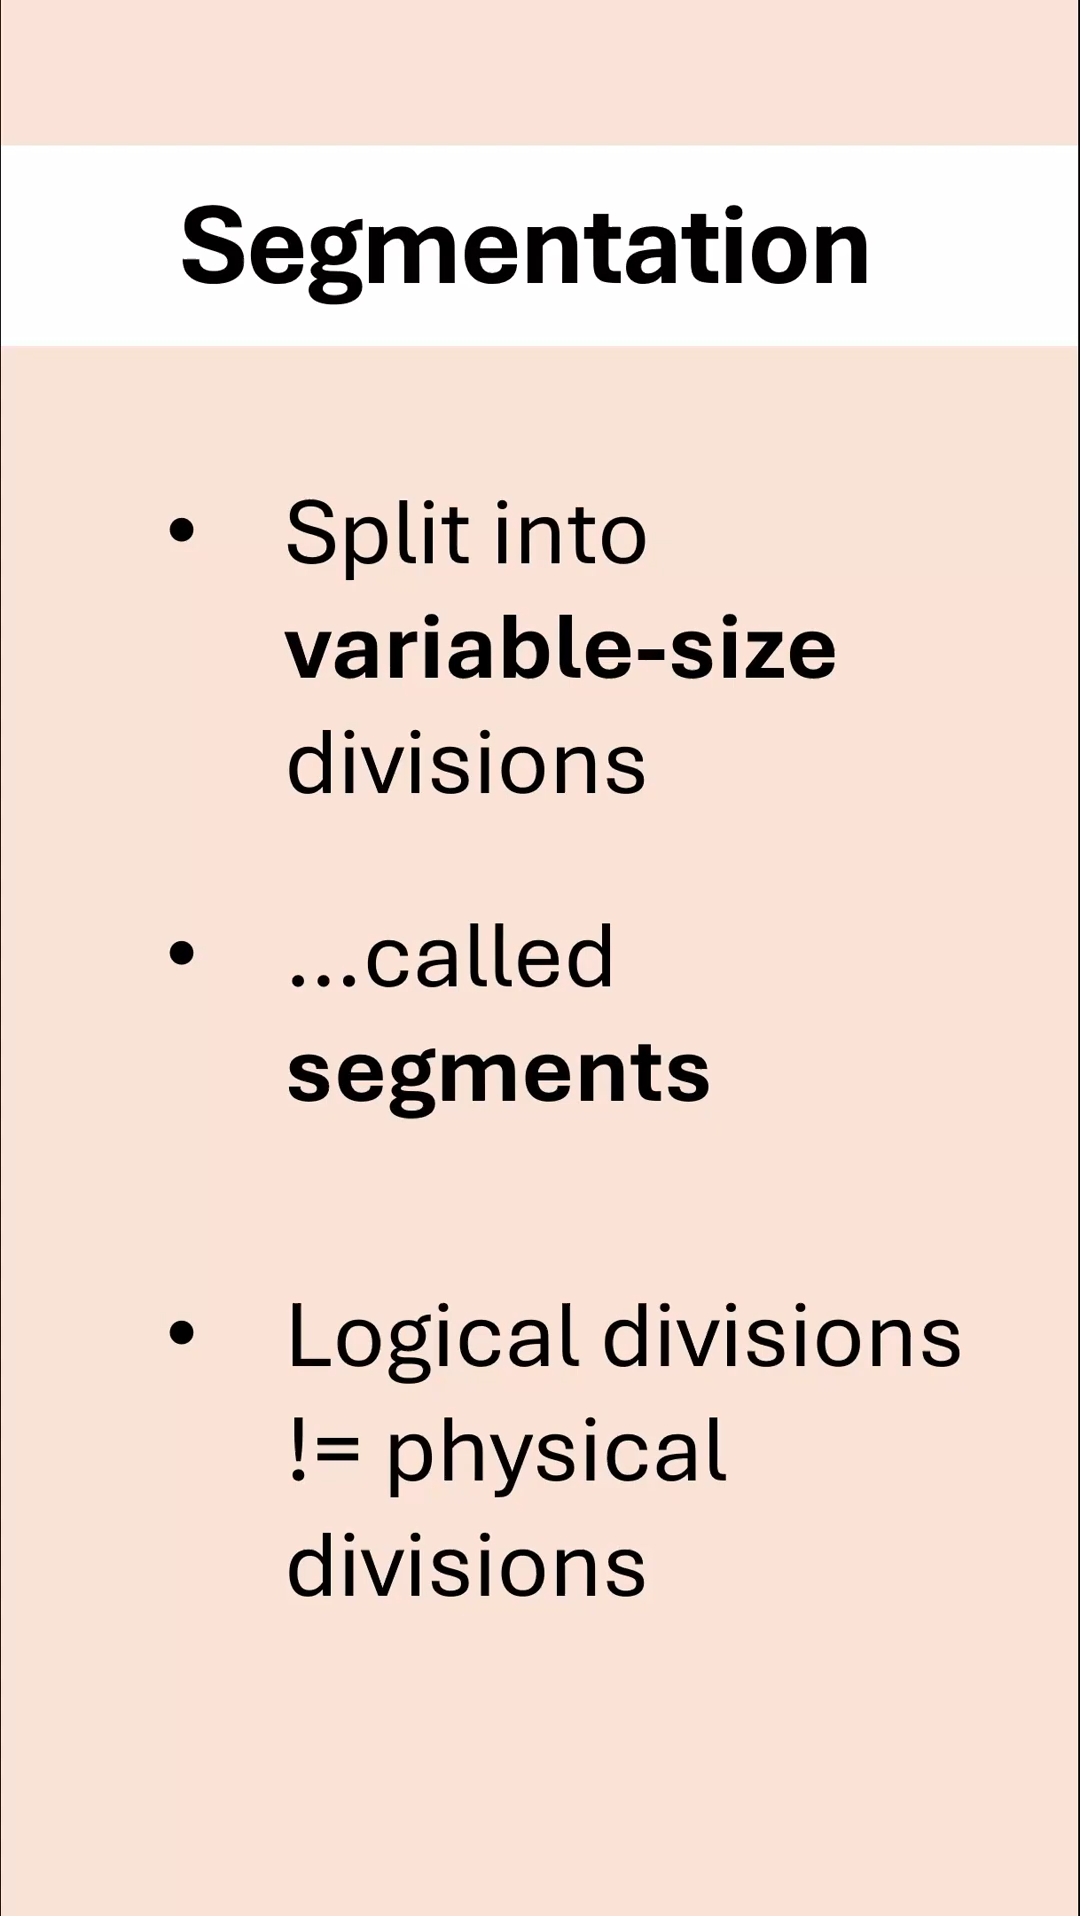 Segmentation
• Split into
variable-size
divisions
• ...called
segments
• Logical divisions
!= physical
divisions